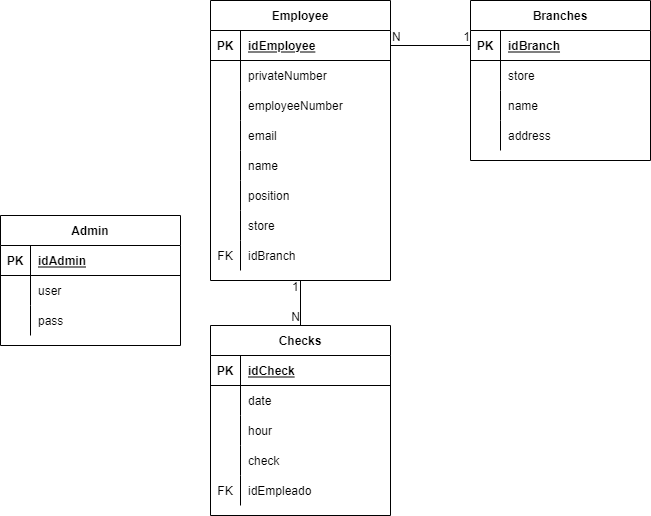 Employee
PK idEmployee
privateNumber
employeeNumber
email
name
position
store
FK idBranch
N 1
Branches
PK idBranch
store
name
address
Admin
PK idAdmin
user
pass
1
N
Checks
PK idCheck
date
hour
check
FK idEmpleado